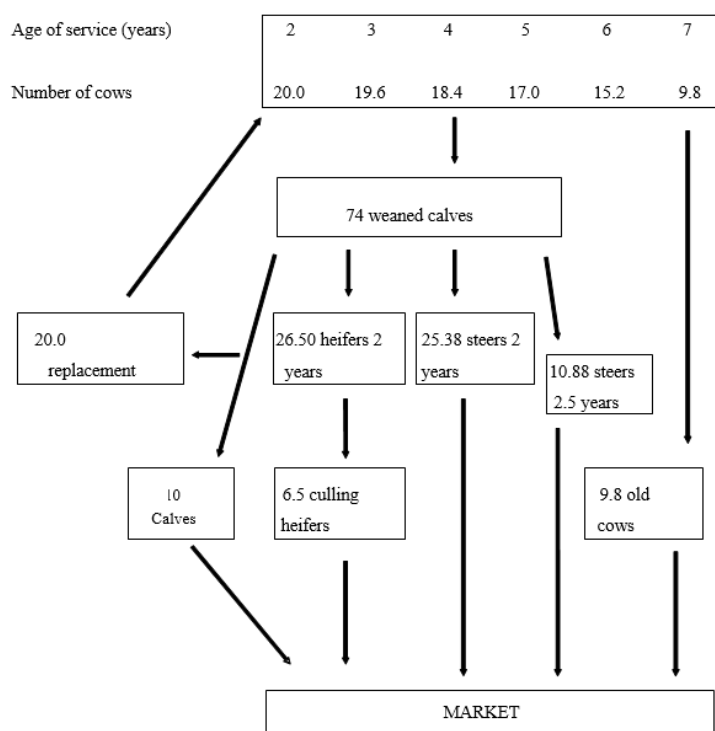 Age of service (years) 2 3 4 5 6 7
Number of cows 20.0 19.6 18.4 17.0 15.2 9.8
74 weaned calves
20.0
replacement
26.50 heifers 2
years
25.38 steers 2
years
10.88 steers
2.5 years
10
Calves
6.5 culling
heifers
9.8 old
cows
MARKET